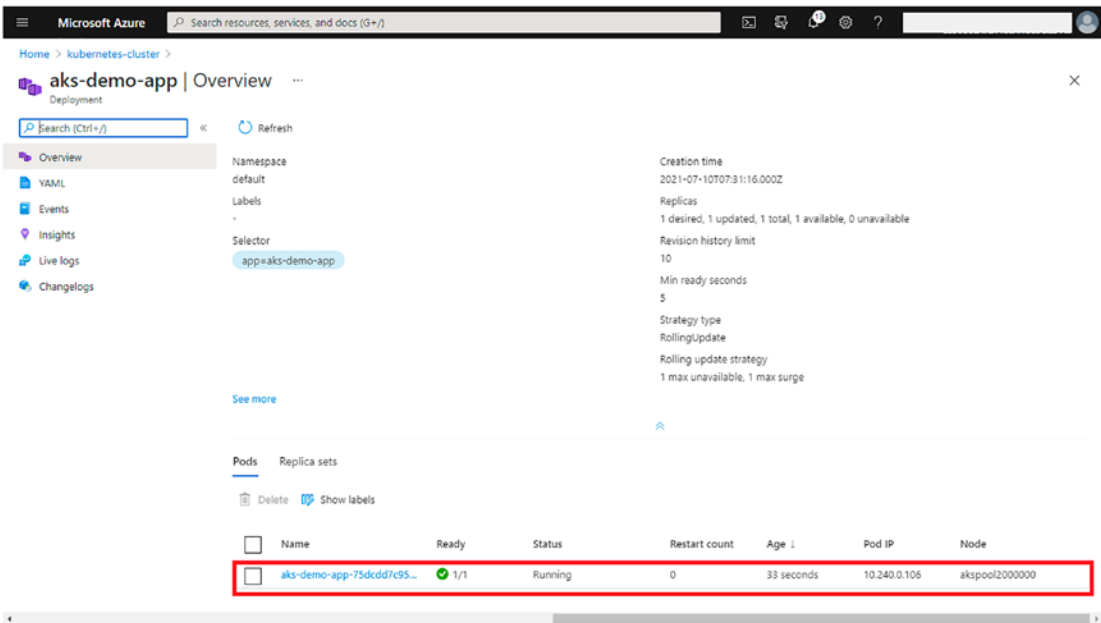 Microsoft Azure
Search resources, services, and docs (G+/)
13
?
Home > kubernetes-cluster >
aks-demo-app | Overview ...
Deployment
Search (Ctrl+/)
«
Refresh
Overview
YAML
Events
Insights
Live logs
Changelogs
Namespace
default
Labels
-
Selector
app=aks-demo-app
See more
Creation time
2021-07-10T07:31:16.000Z
Replicas
1 desired, 1 updated, 1 total, 1 available, 0 unavailable
Revision history limit
10
Min ready seconds
5
Strategy type
RollingUpdate
Rolling update strategy
1 max unavailable, 1 max surge
Pods Replica sets
Delete Show labels
Name Ready Status Restart count Age ↓ Pod IP Node
aks-demo-app-75dcdd7c95... 1/1 Running 0 33 seconds 10.240.0.106 akspool2000000